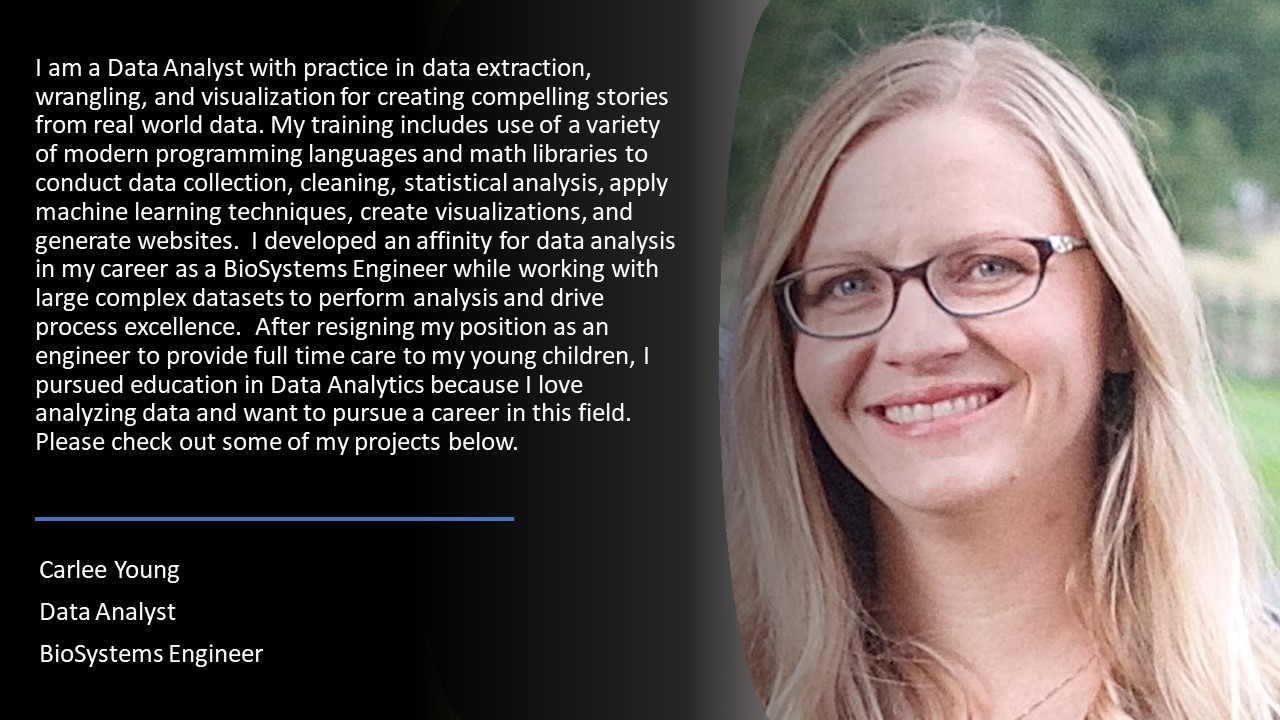 I am a Data Analyst with practice in data extraction,
wrangling, and visualization for creating compelling stories
from real world data. My training includes use of a variety
of modern programming languages and math libraries to
conduct data collection, cleaning, statistical analysis, apply
machine learning techniques, create visualizations, and
generate websites.  I developed an affinity for data analysis
in my career as a BioSystems Engineer while working with
large complex datasets to perform analysis and drive
process excellence.  After resigning my position as an
engineer to provide full time care to my young children, I
pursued education in Data Analytics because I love
analyzing data and want to pursue a career in this field.
Please check out some of my projects below.
Carlee Young
Data Analyst
BioSystems Engineer